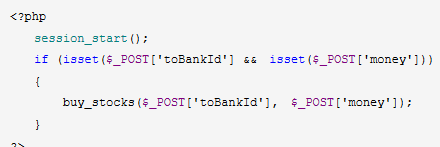 <?php
session_start();
if (isset($_POST['toBankId'] && isset($_POST['money']))
{
buy_stocks($_POST['toBankId'], $_POST['money']);
}
?>